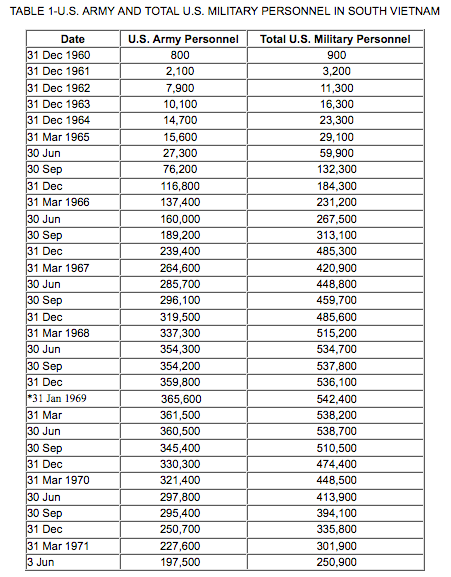 TABLE 1-U.S. ARMY AND TOTAL U.S. MILITARY PERSONNEL IN SOUTH VIETNAM
Date U.S. Army Personnel Total U.S. Military Personnel
31 Dec 1960 800 900
31 Dec 1961 2,100 3,200
31 Dec 1962 7,900 11,300
31 Dec 1963 10,100 16,300
31 Dec 1964 14,700 23,300
31 Mar 1965 15,600 29,100
30 Jun 27,300 59,900
30 Sep 76,200 132,300
31 Dec 116,800 184,300
31 Mar 1966 137,400 231,200
30 Jun 160,000 267,500
30 Sep 189,200 313,100
31 Dec 239,400 485,300
31 Mar 1967 264,600 420,900
30 Jun 285,700 448,800
30 Sep 296,100 459,700
31 Dec 319,500 485,600
31 Mar 1968 337,300 515,200
30 Jun 354,300 534,700
30 Sep 354,200 537,800
31 Dec 359,800 536,100
*31 Jan 1969 365,600 542,400
31 Mar 361,500 538,200
30 Jun 360,500 538,700
30 Sep 345,400 510,500
31 Dec 330,300 474,400
31 Mar 1970 321,400 448,500
30 Jun 297,800 413,900
30 Sep 295,400 394,100
31 Dec 250,700 335,800
31 Mar 1971 227,600 301,900
3 Jun 197,500 250,900